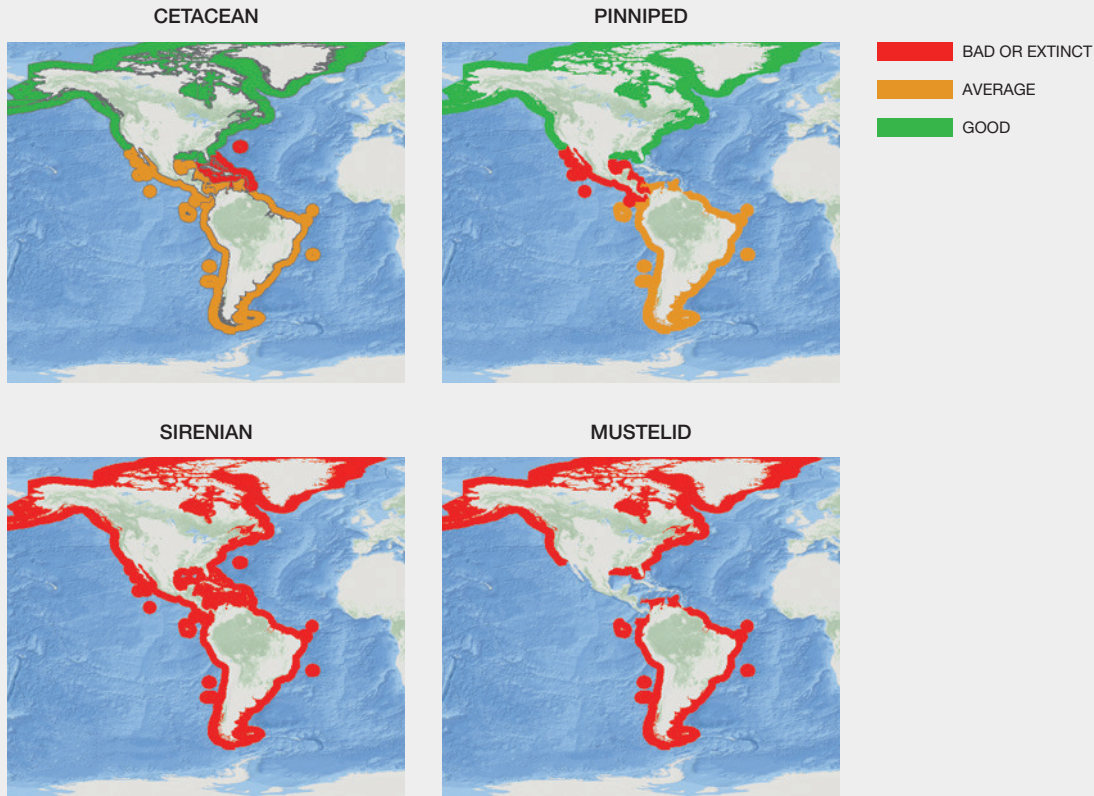 CETACEAN
PINNIPED
BAD OR EXTINCT
AVERAGE
GOOD
SIRENIAN
MUSTELID